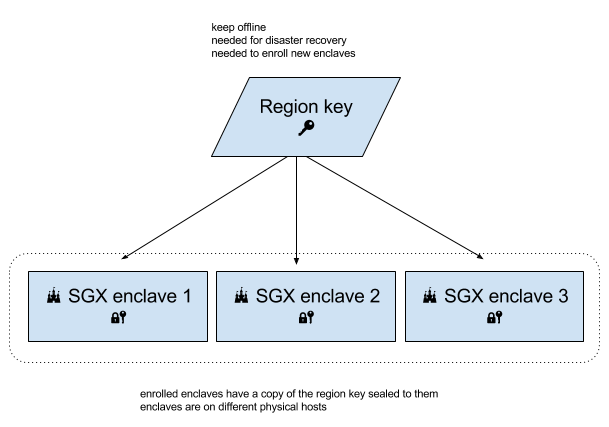 keep offline
needed for disaster recovery
needed to enroll new enclaves
Region key
SGX enclave 1
SGX enclave 2
SGX enclave 3
enrolled enclaves have a copy of the region key sealed to them
enclaves are on different physical hosts